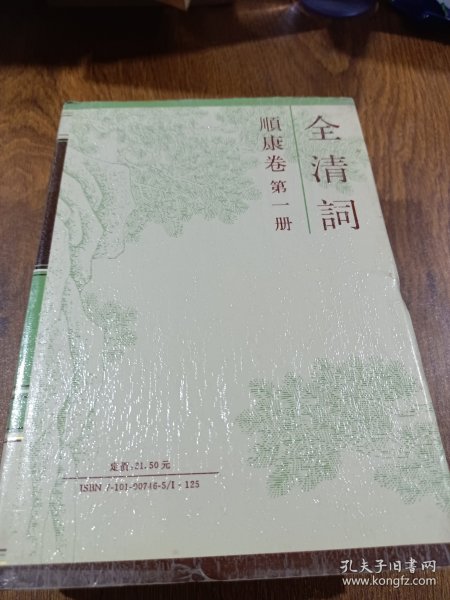 全清詞
順康卷 第一册
定價:21.50元
ISBN 7-101-00746-5/I·125
孔夫子旧书网
www.kongfz.com